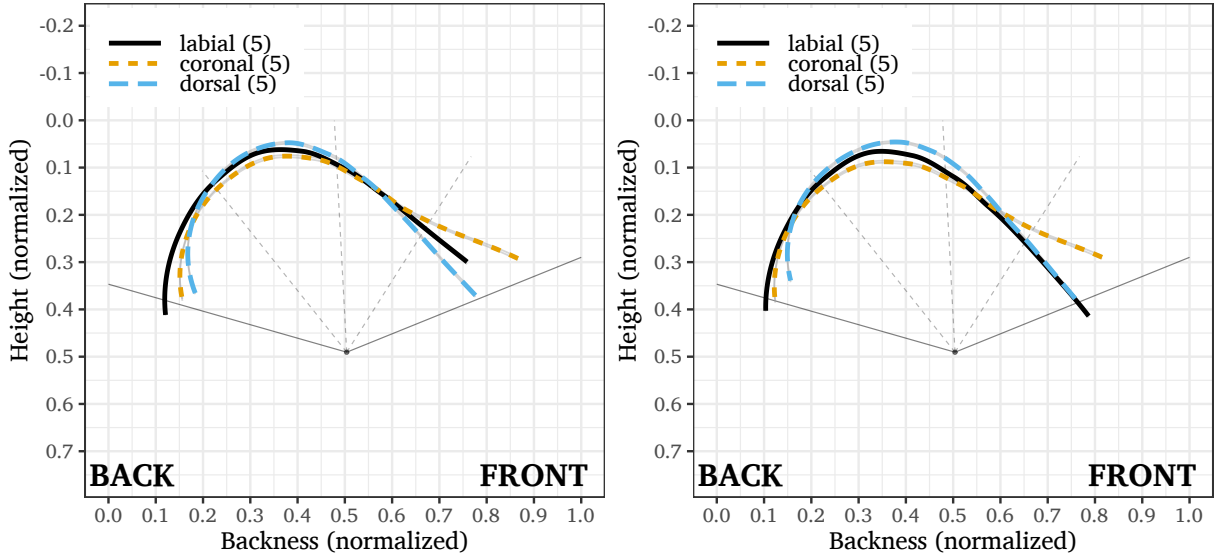 labial (5)
coronal (5)
dorsal (5)
-0.2
-0.1
0.0
0.1
0.2
0.3
0.4
0.5
0.6
0.7
Height (normalized)
BACK FRONT
0.0 0.1 0.2 0.3 0.4 0.5 0.6 0.7 0.8 0.9 1.0
Backness (normalized)
labial (5)
coronal (5)
dorsal (5)
-0.2
-0.1
0.0
0.1
0.2
0.3
0.4
0.5
0.6
0.7
Height (normalized)
BACK FRONT
0.0 0.1 0.2 0.3 0.4 0.5 0.6 0.7 0.8 0.9 1.0
Backness (normalized)